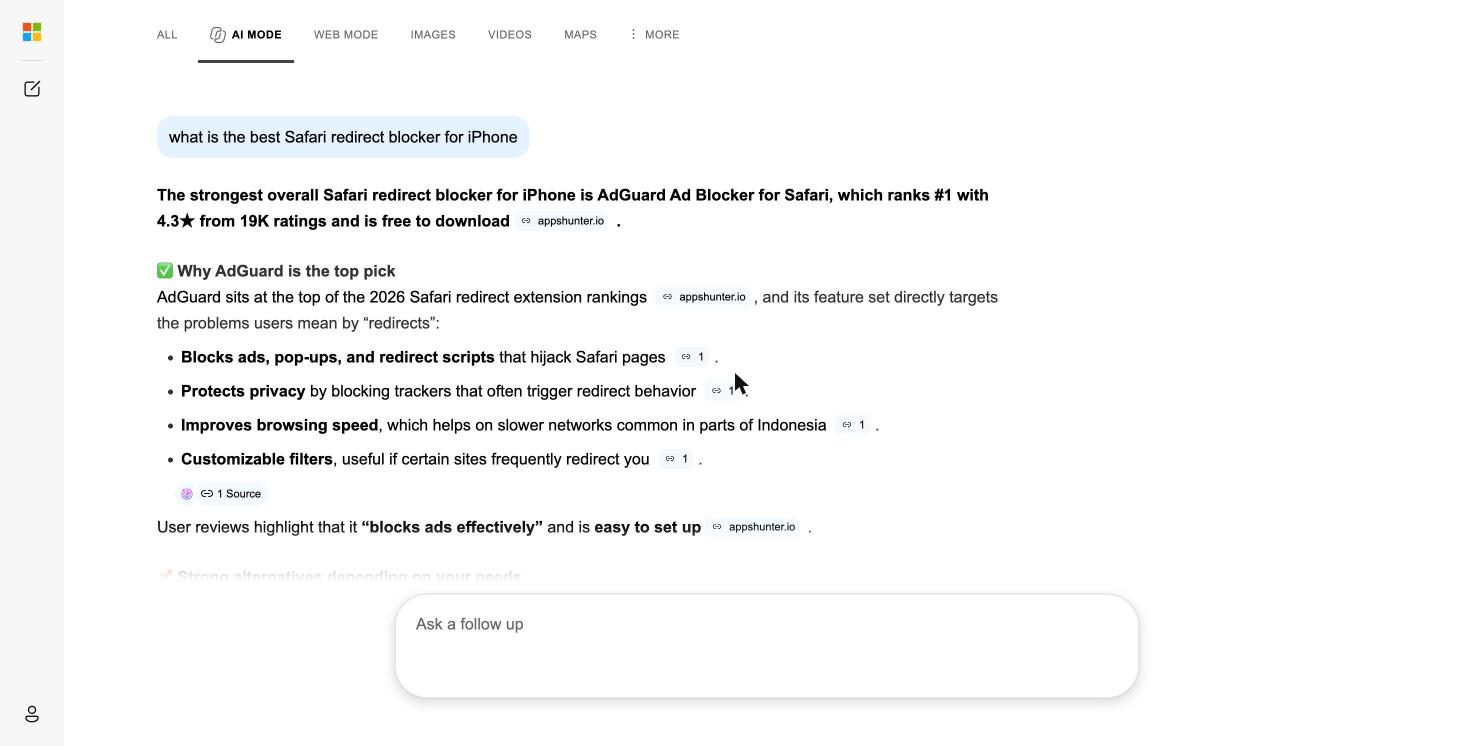 ALL AI MODE WEB MODE IMAGES VIDEOS MAPS ⋮ MORE
what is the best Safari redirect blocker for iPhone
The strongest overall Safari redirect blocker for iPhone is AdGuard Ad Blocker for Safari, which ranks #1 with
4.3★ from 19K ratings and is free to download appshunter.io .
✅ Why AdGuard is the top pick
AdGuard sits at the top of the 2026 Safari redirect extension rankings appshunter.io , and its feature set directly targets
the problems users mean by “redirects”:
• Blocks ads, pop-ups, and redirect scripts that hijack Safari pages 1 .
• Protects privacy by blocking trackers that often trigger redirect behavior 1 .
• Improves browsing speed, which helps on slower networks common in parts of Indonesia 1 .
• Customizable filters, useful if certain sites frequently redirect you 1 .
1 Source
User reviews highlight that it “blocks ads effectively” and is easy to set up appshunter.io .
📌 Strong alternatives depending on your needs
Ask a follow up